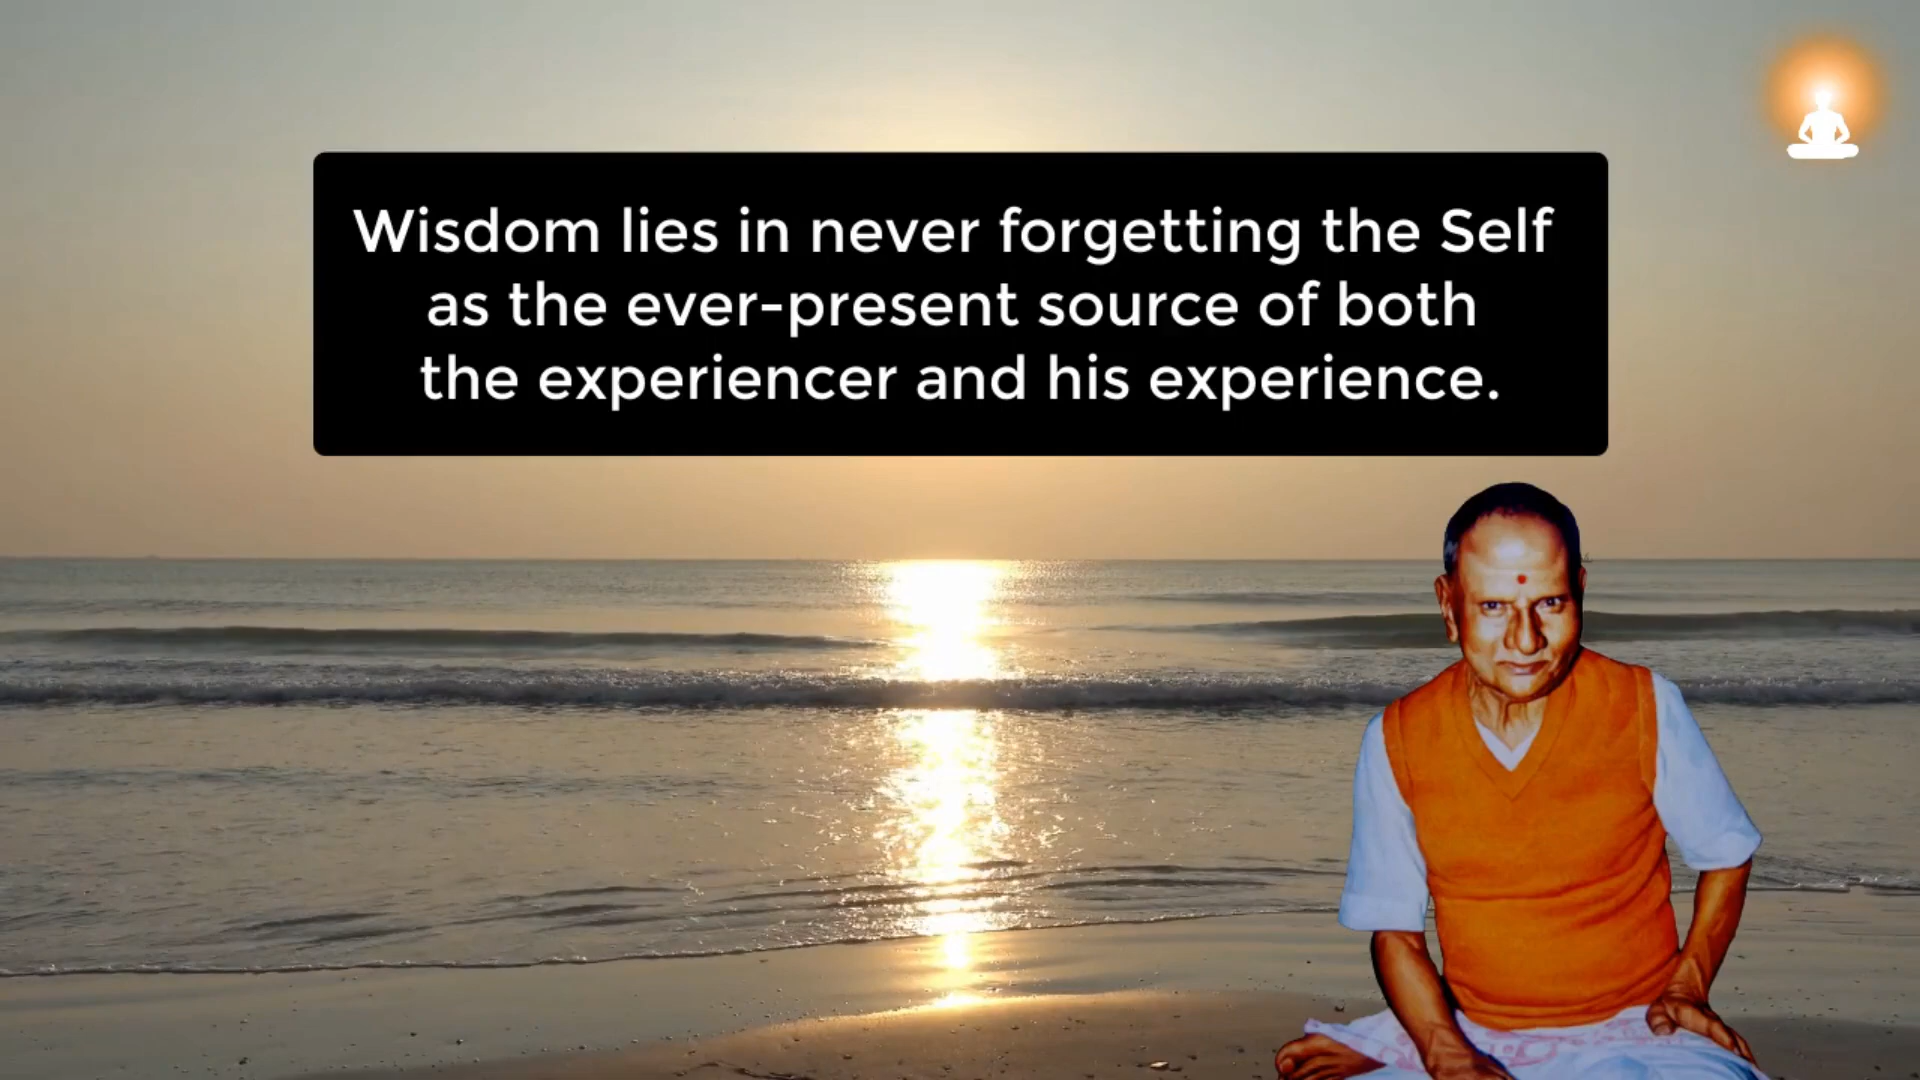 Wisdom lies in never forgetting the Self
as the ever-present source of both
the experiencer and his experience.